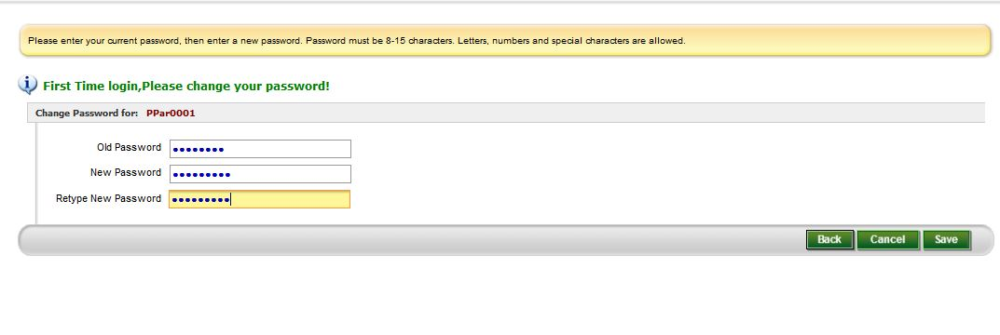 Please enter your current password, then enter a new password. Password must be 8-15 characters. Letters, numbers and special characters are allowed.
First Time login,Please change your password!
Change Password for: PPar0001
Old Password ••••••••
New Password •••••••••
Retype New Password •••••••••
Back Cancel Save